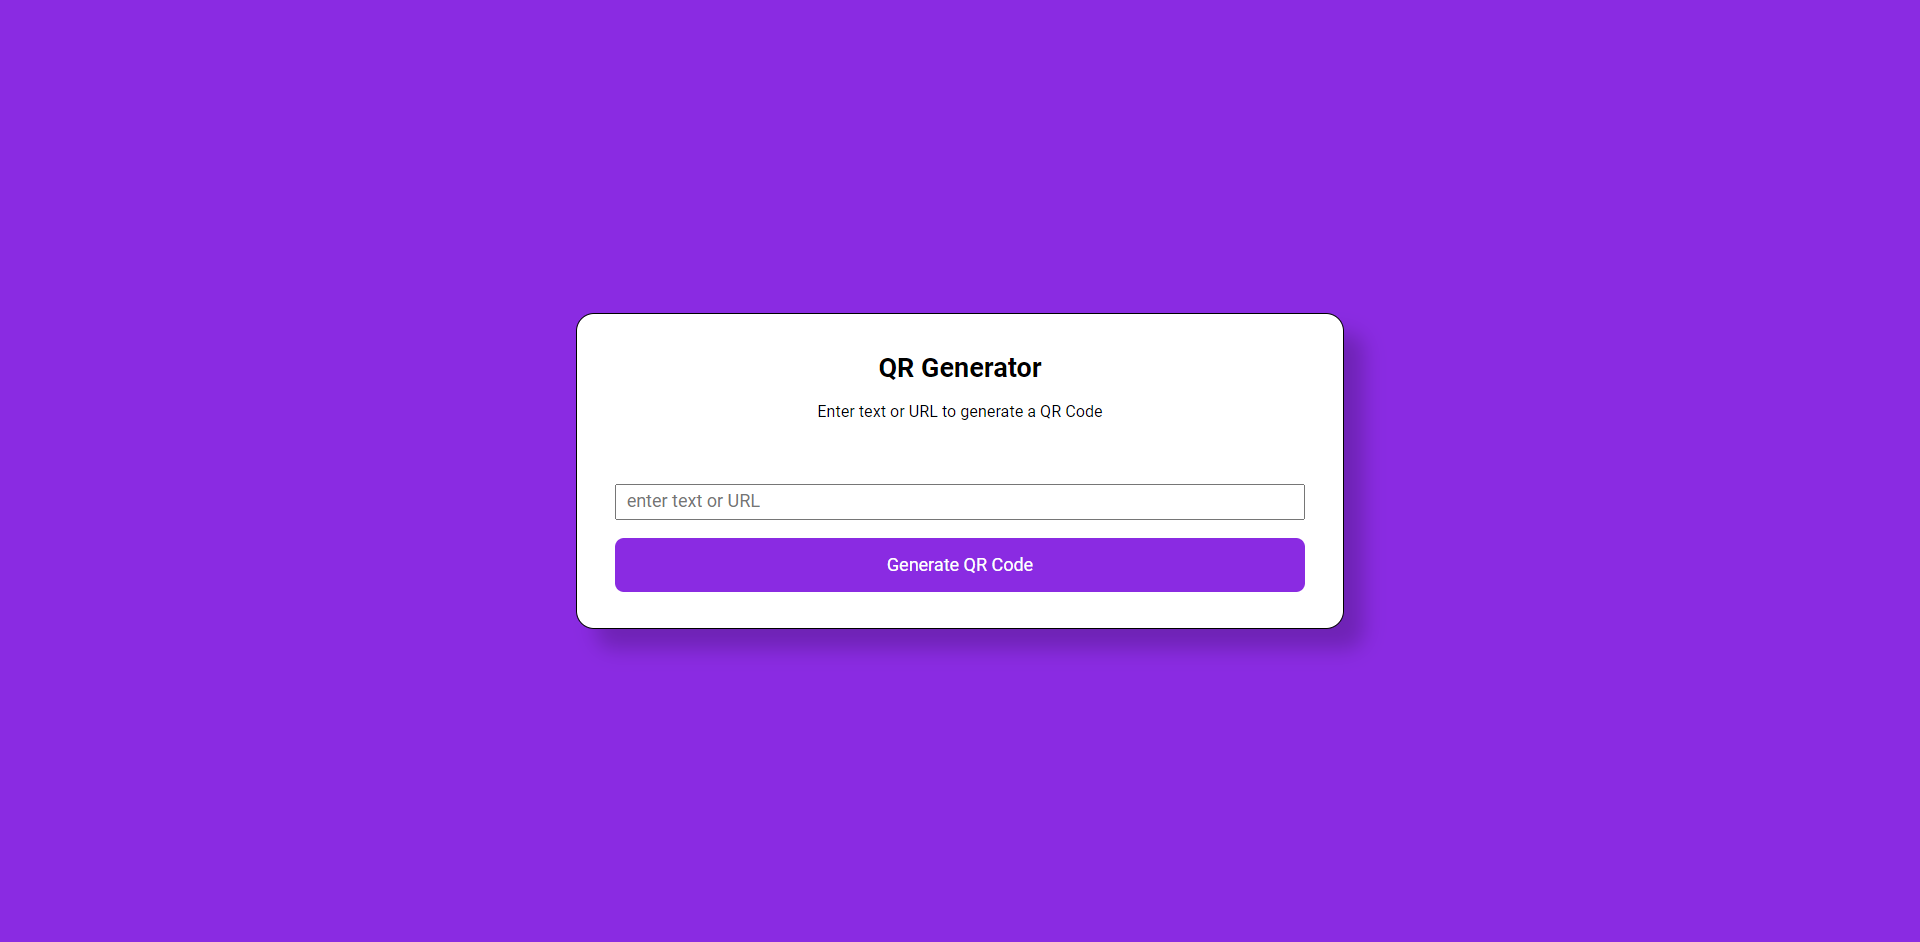 QR Generator
Enter text or URL to generate a QR Code
enter text or URL
Generate QR Code